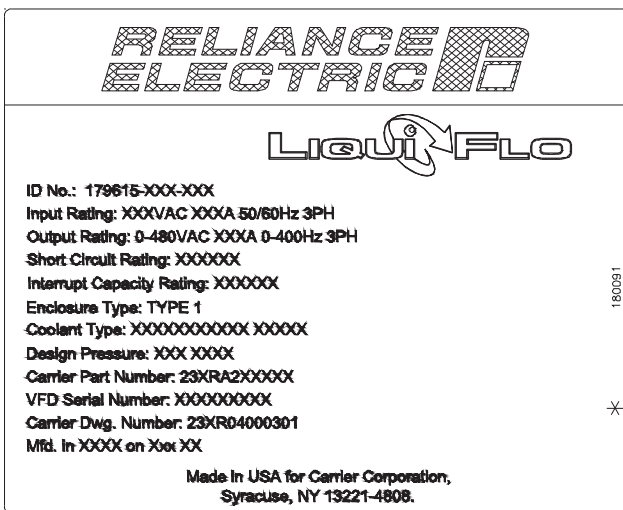 RELIANCE
ELECTRIC
LIQUIFLO
ID No.: 179615-XXX-XXX
Input Rating: XXXVAC XXXA 50/60Hz 3PH
Output Rating: 0-480VAC XXXA 0-400Hz 3PH
Short Circuit Rating: XXXXXX
Interrupt Capacity Rating: XXXXXX
Enclosure Type: TYPE 1
Coolant Type: XXXXXXXXXXX XXXXX
Design Pressure: XXX XXXX
Carrier Part Number: 23XRA2XXXXX
VFD Serial Number: XXXXXXXXX
Carrier Dwg. Number: 23XR04000301
Mfd. in XXXX on Xxx XX
Made in USA for Carrier Corporation,
Syracuse, NY 13221-4808.
180091